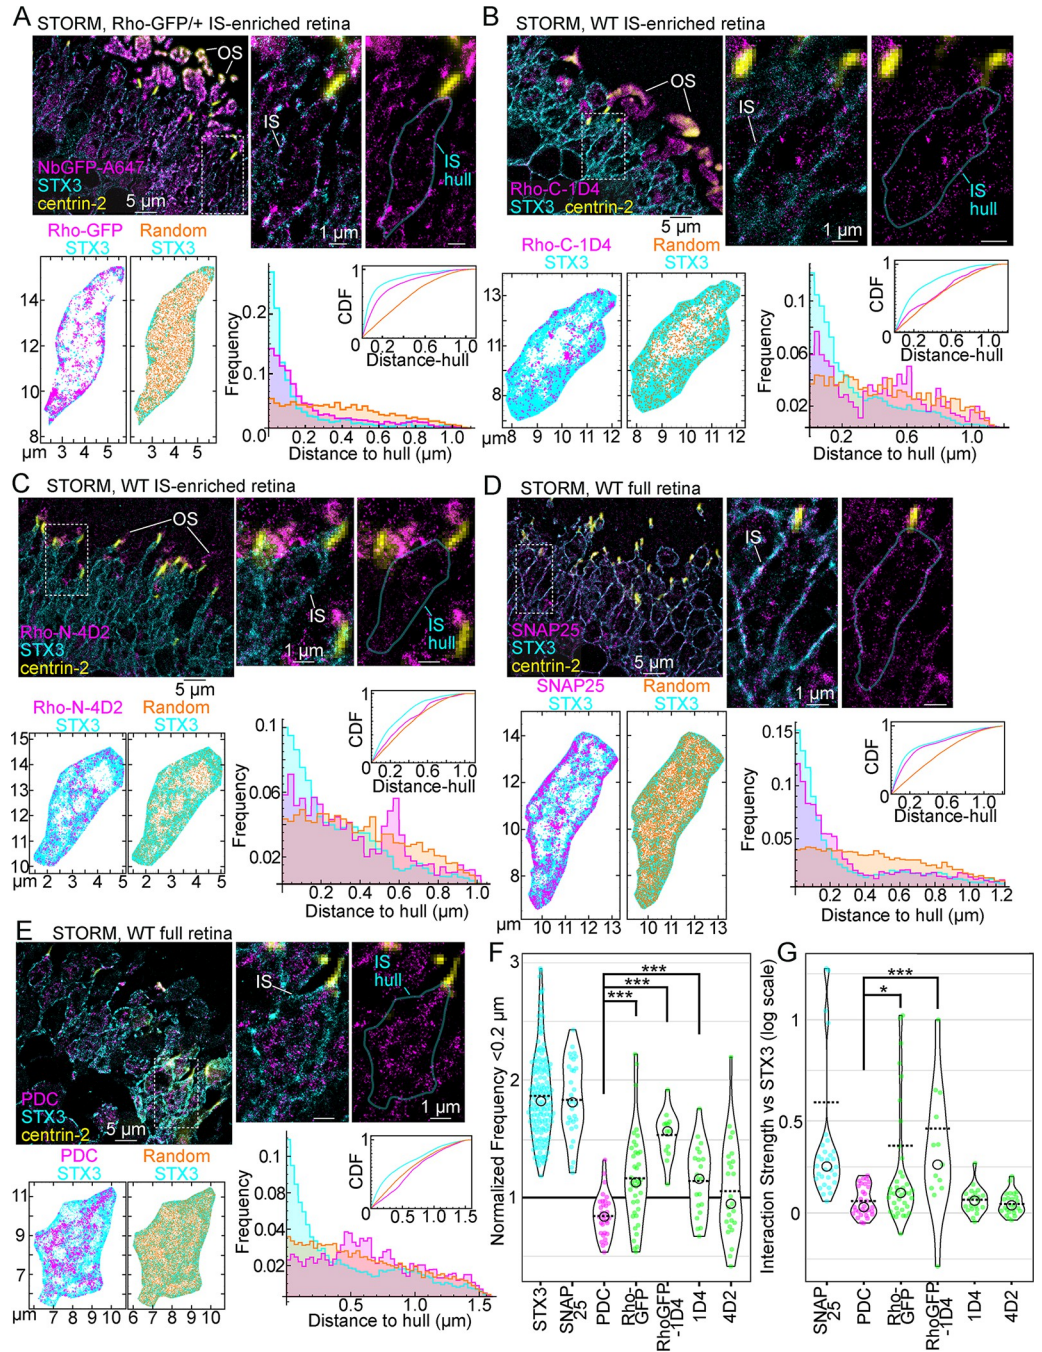 A STORM, Rho-GFP/+ IS-enriched retina
OS
NbGFP-A647
STX3
centrin-2
5 µm
IS
1 µm
IS
hull
Rho-GFP
STX3
Random
STX3
14
12
10
8
µm 3 4 5
3 4 5
Frequency
0.2
0.1
0.0
0.2 0.4 0.6 0.8 1.0
Distance to hull (µm)
CDF
1
0
0.2 0.6 1.0
Distance-hull
B STORM, WT IS-enriched retina
OS
Rho-C-1D4
STX3 centrin-2
5 µm
IS
1 µm
IS
hull
Rho-C-1D4
STX3
Random
STX3
13
11
9
µm 8 9 10 11 12
8 9 10 11 12
Frequency
0.1
0.06
0.02
0.2 0.6 1.0
Distance to hull (µm)
CDF
1
0
0.2 0.6 1.0
Distance-hull
C STORM, WT IS-enriched retina
OS
Rho-N-4D2
STX3
centrin-2
5 µm
IS
1 µm
IS
hull
Rho-N-4D2
STX3
Random
STX3
15
14
13
12
11
10
µm 2 3 4 5
2 3 4 5
Frequency
0.1
0.06
0.02
0.2 0.4 0.6 0.8 1.0
Distance to hull (µm)
CDF
1
0
0.2 0.6 1.0
Distance-hull
D STORM, WT full retina
SNAP25
STX3
centrin-2
5 µm
IS
1 µm
SNAP25
STX3
Random
STX3
14
12
10
8
µm 10 11 12 13
10 11 12 13
Frequency
0.15
0.1
0.05
0.2 0.4 0.6 0.8 1.0 1.2
Distance to hull (µm)
CDF
1
0
0.2 0.6 1.0
Distance-hull
E STORM, WT full retina
PDC
STX3
centrin-2
5 µm
IS
IS
hull
1 µm
PDC
STX3
Random
STX3
11
9
7
µm 6 7 8 9 10
6 7 8 9 10
Frequency
0.1
0.08
0.04
0.02
0.5 1.0 1.5
Distance to hull (µm)
CDF
1
0
0.5 1.0 1.5
F
Normalized Frequency <0.2 µm
3
2
1
***
***
***
STX3
SNAP
25
PDC
Rho-
GFP
RhoGFP
-1D4
1D4
4D2
G
Interaction Strength vs STX3 (log scale)
1
0.5
0
***
*
SNAP
25
PDC
Rho-
GFP
RhoGFP
-1D4
1D4
4D2